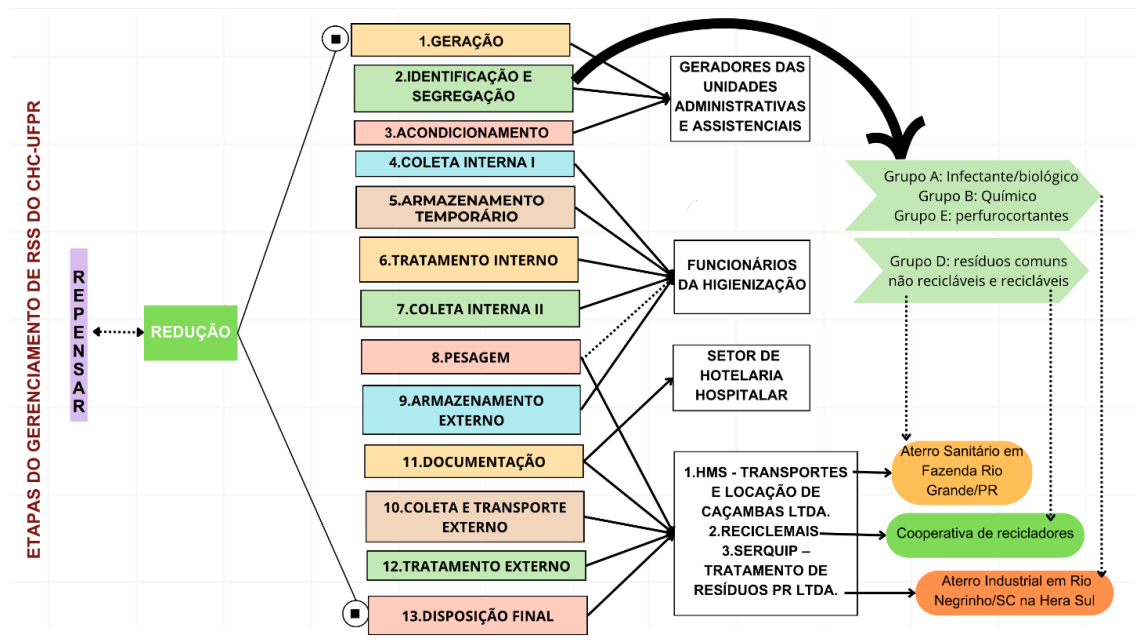 ETAPAS DO GERENCIAMENTO DE RSS DO CHC-UFPR
REPENSAR
REDUÇÃO
1.GERAÇÃO
2.IDENTIFICAÇÃO E
SEGREGAÇÃO
3.ACONDICIONAMENTO
4.COLETA INTERNA I
5.ARMAZENAMENTO
TEMPORÁRIO
6.TRATAMENTO INTERNO
7.COLETA INTERNA II
8.PESAGEM
9.ARMAZENAMENTO
EXTERNO
11.DOCUMENTAÇÃO
10.COLETA E TRANSPORTE
EXTERNO
12.TRATAMENTO EXTERNO
13.DISPOSIÇÃO FINAL
GERADORES DAS
UNIDADES
ADMINISTRATIVAS
E ASSISTENCIAIS
FUNCIONÁRIOS
DA HIGIENIZAÇÃO
SETOR DE
HOTELARIA
HOSPITALAR
1.HMS - TRANSPORTES
E LOCAÇÃO DE
CAÇAMBAS LTDA.
2.RECICLEMAIS
3.SERQUIP –
TRATAMENTO DE
RESÍDUOS PR LTDA.
Grupo A: Infectante/biológico
Grupo B: Químico
Grupo E: perfurocortantes
Grupo D: resíduos comuns
não recicláveis e recicláveis
Aterro Sanitário em
Fazenda Rio
Grande/PR
Cooperativa de recicladores
Aterro Industrial em Rio
Negrinho/SC na Hera Sul